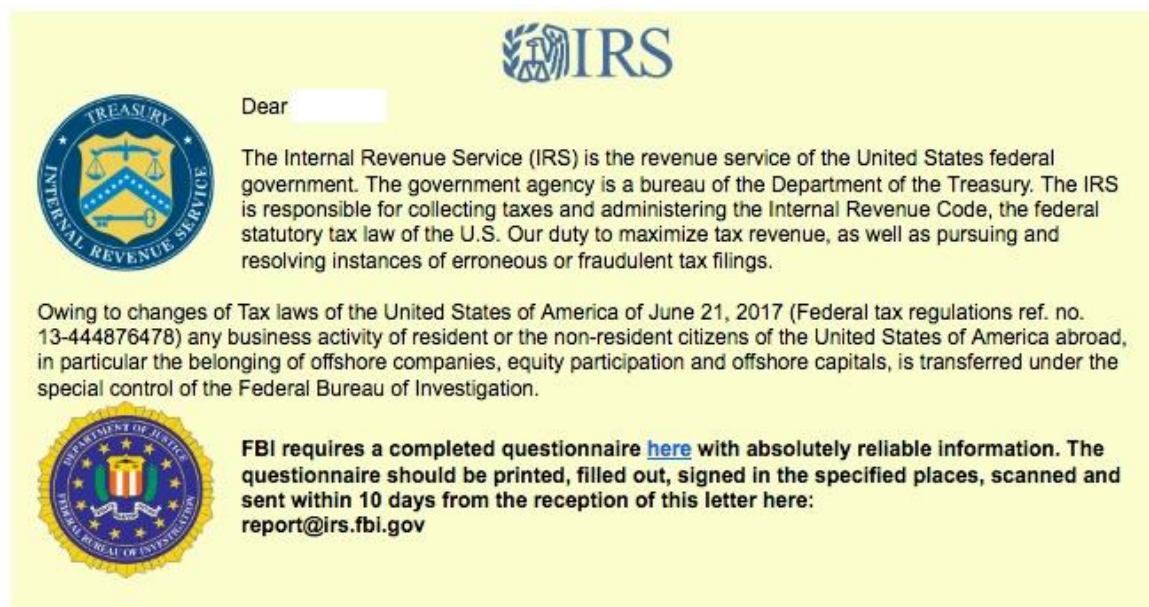 IRS
TREASURY
INTERNAL REVENUE SERVICE
Dear
The Internal Revenue Service (IRS) is the revenue service of the United States federal
government. The government agency is a bureau of the Department of the Treasury. The IRS
is responsible for collecting taxes and administering the Internal Revenue Code, the federal
statutory tax law of the U.S. Our duty to maximize tax revenue, as well as pursuing and
resolving instances of erroneous or fraudulent tax filings.
Owing to changes of Tax laws of the United States of America of June 21, 2017 (Federal tax regulations ref. no.
13-444876478) any business activity of resident or the non-resident citizens of the United States of America abroad,
in particular the belonging of offshore companies, equity participation and offshore capitals, is transferred under the
special control of the Federal Bureau of Investigation.
DEPARTMENT OF JUSTICE
FEDERAL BUREAU OF INVESTIGATION
FBI requires a completed questionnaire here with absolutely reliable information. The
questionnaire should be printed, filled out, signed in the specified places, scanned and
sent within 10 days from the reception of this letter here:
report@irs.fbi.gov